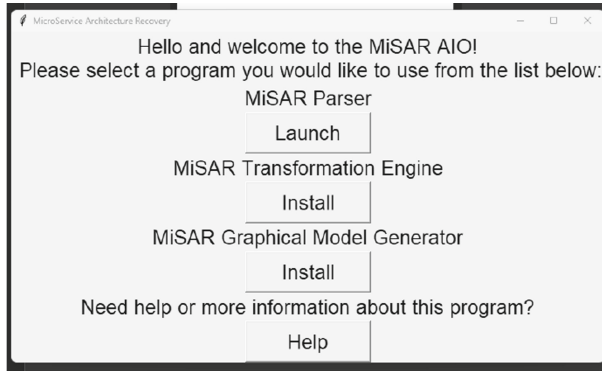 MicroService Architecture Recovery
Hello and welcome to the MiSAR AIO!
Please select a program you would like to use from the list below:
MiSAR Parser
Launch
MiSAR Transformation Engine
Install
MiSAR Graphical Model Generator
Install
Need help or more information about this program?
Help